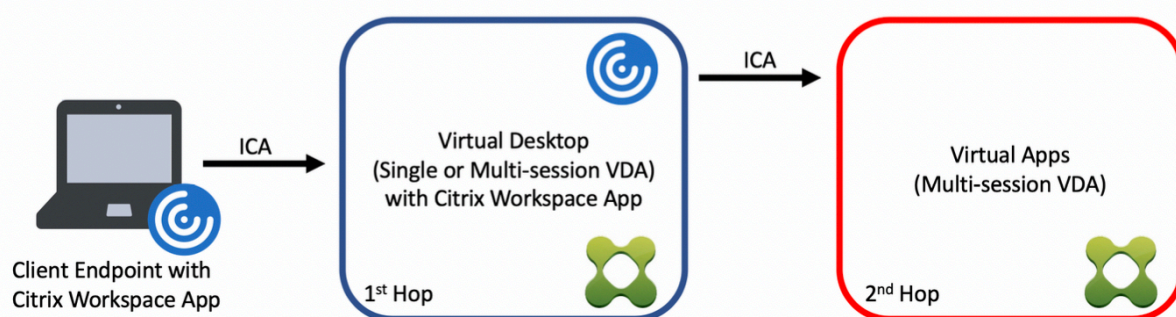 ICA
Client Endpoint with
Citrix Workspace App
Virtual Desktop
(Single or Multi-session VDA)
with Citrix Workspace App
1st Hop
ICA
Virtual Apps
(Multi-session VDA)
2nd Hop